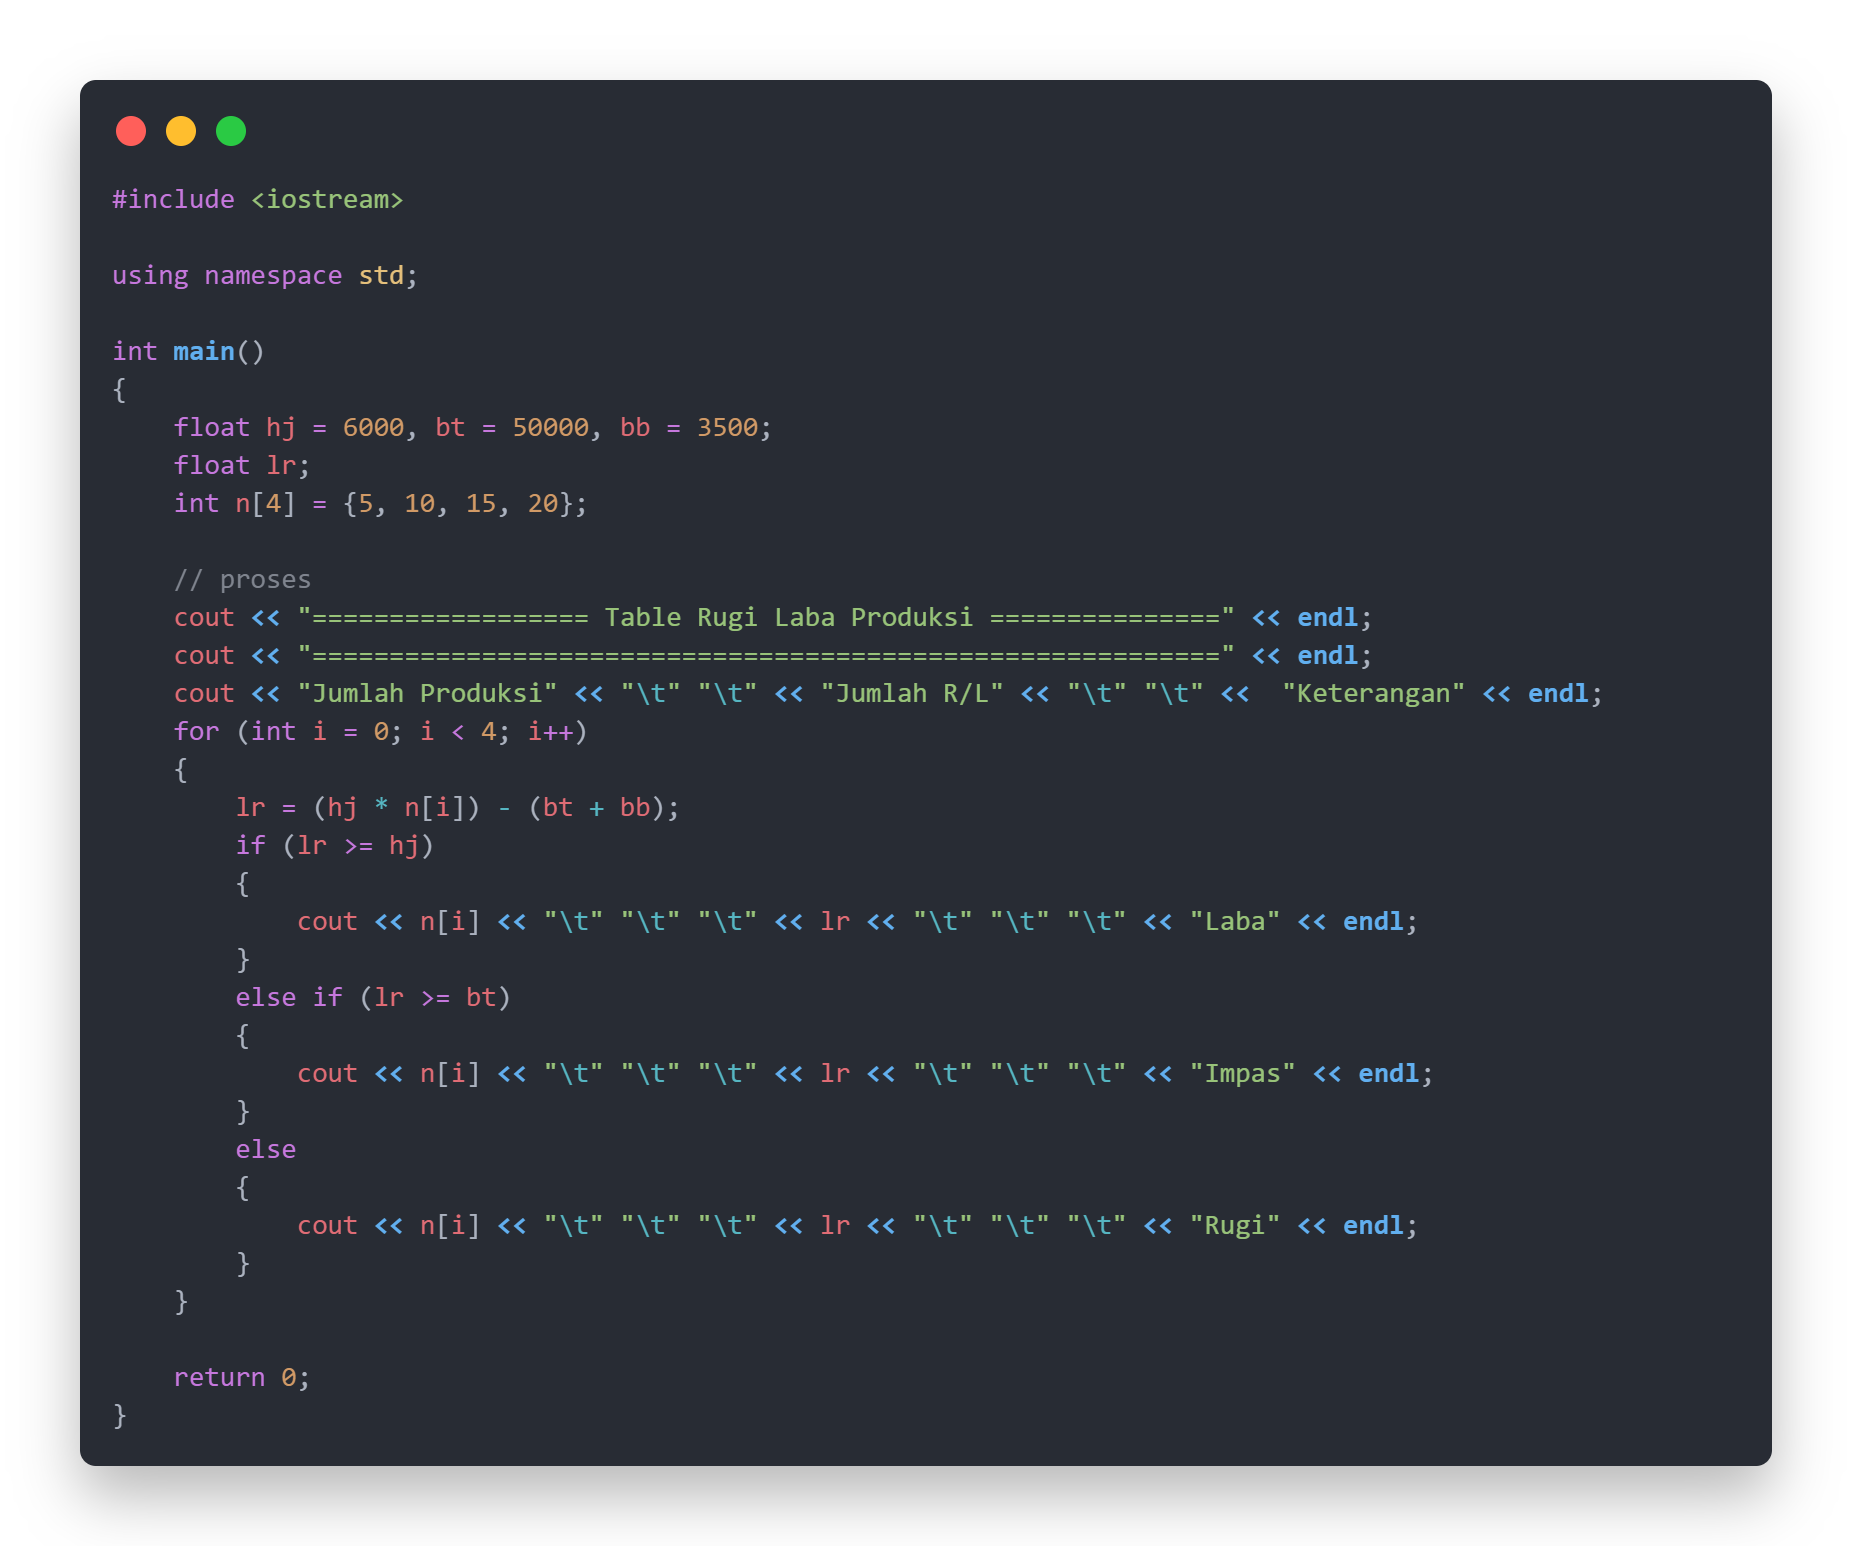 #include <iostream>

using namespace std;

int main()
{
    float hj = 6000, bt = 50000, bb = 3500;
    float lr;
    int n[4] = {5, 10, 15, 20};

    // proses
    cout << "================== Table Rugi Laba Produksi ===============" << endl;
    cout << "===========================================================" << endl;
    cout << "Jumlah Produksi" << "\t" "\t" << "Jumlah R/L" << "\t" "\t" <<  "Keterangan" << endl;
    for (int i = 0; i < 4; i++)
    {
        lr = (hj * n[i]) - (bt + bb);
        if (lr >= hj)
        {
            cout << n[i] << "\t" "\t" "\t" << lr << "\t" "\t" "\t" << "Laba" << endl;
        }
        else if (lr >= bt)
        {
            cout << n[i] << "\t" "\t" "\t" << lr << "\t" "\t" "\t" << "Impas" << endl;
        }
        else
        {
            cout << n[i] << "\t" "\t" "\t" << lr << "\t" "\t" "\t" << "Rugi" << endl;
        }
    }

    return 0;
}